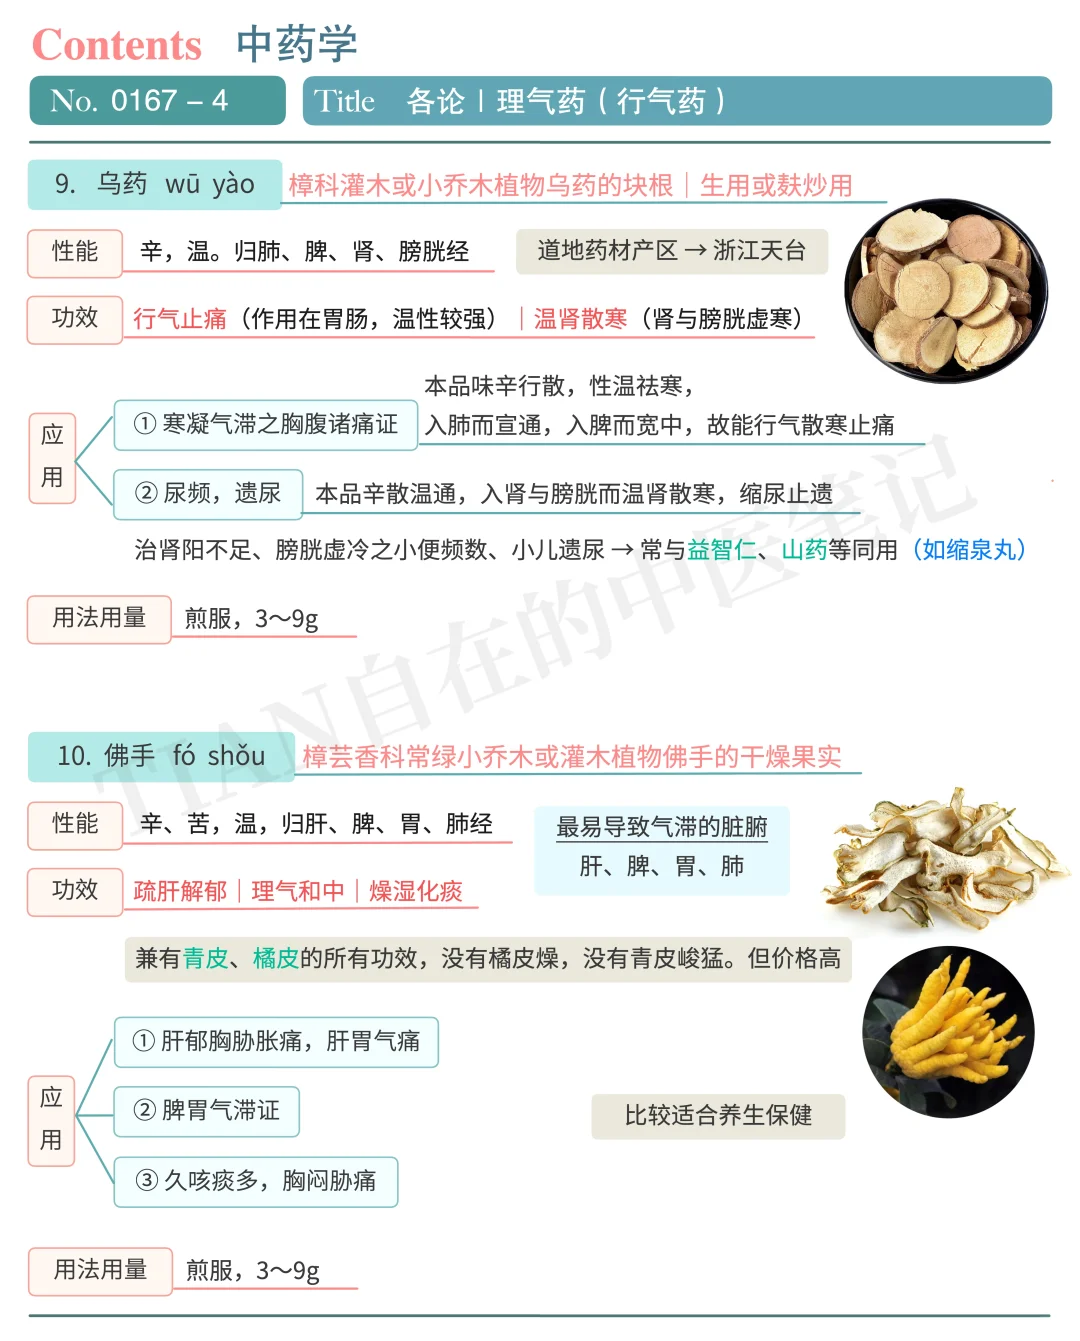 Contents 中药学
No. 0167 – 4 Title 各论｜理气药（行气药）
9. 乌药 wū yào 樟科灌木或小乔木植物乌药的块根｜生用或麸炒用
性能 辛，温。归肺、脾、肾、膀胱经 道地药材产区 → 浙江天台
功效 行气止痛（作用在胃肠，温性较强）｜温肾散寒（肾与膀胱虚寒）
应用
① 寒凝气滞之胸腹诸痛证 本品味辛行散，性温祛寒，
入肺而宣通，入脾而宽中，故能行气散寒止痛
② 尿频，遗尿 本品辛散温通，入肾与膀胱而温肾散寒，缩尿止遗
治肾阳不足、膀胱虚冷之小便频数、小儿遗尿 → 常与益智仁、山药等同用（如缩泉丸）
用法用量 煎服，3～9g
TIAN自在的中医笔记
10. 佛手 fó shǒu 樟芸香科常绿小乔木或灌木植物佛手的干燥果实
性能 辛、苦，温，归肝、脾、胃、肺经
最易导致气滞的脏腑
肝、脾、胃、肺
功效 疏肝解郁｜理气和中｜燥湿化痰
兼有青皮、橘皮的所有功效，没有橘皮燥，没有青皮峻猛。但价格高
应用
① 肝郁胸胁胀痛，肝胃气痛
② 脾胃气滞证
比较适合养生保健
③ 久咳痰多，胸闷胁痛
用法用量 煎服，3～9g